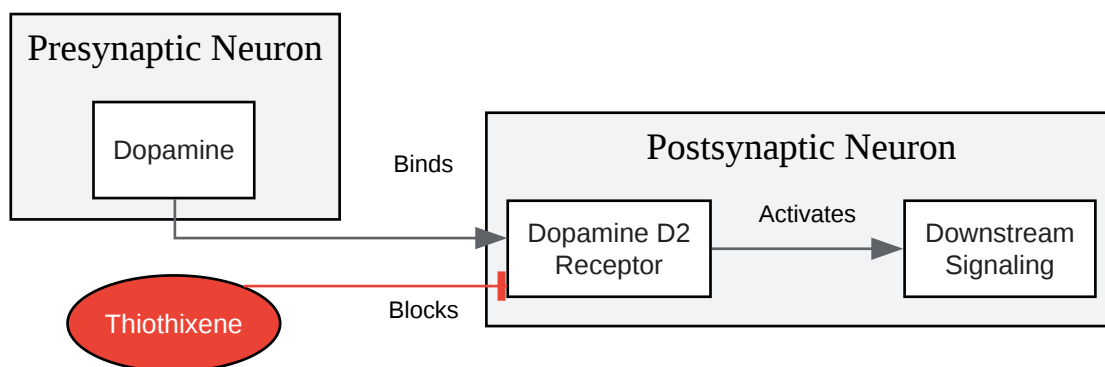 Presynaptic Neuron
Dopamine
Binds
Postsynaptic Neuron
Dopamine D2
Receptor
Activates
Downstream
Signaling
Thiothixene
Blocks